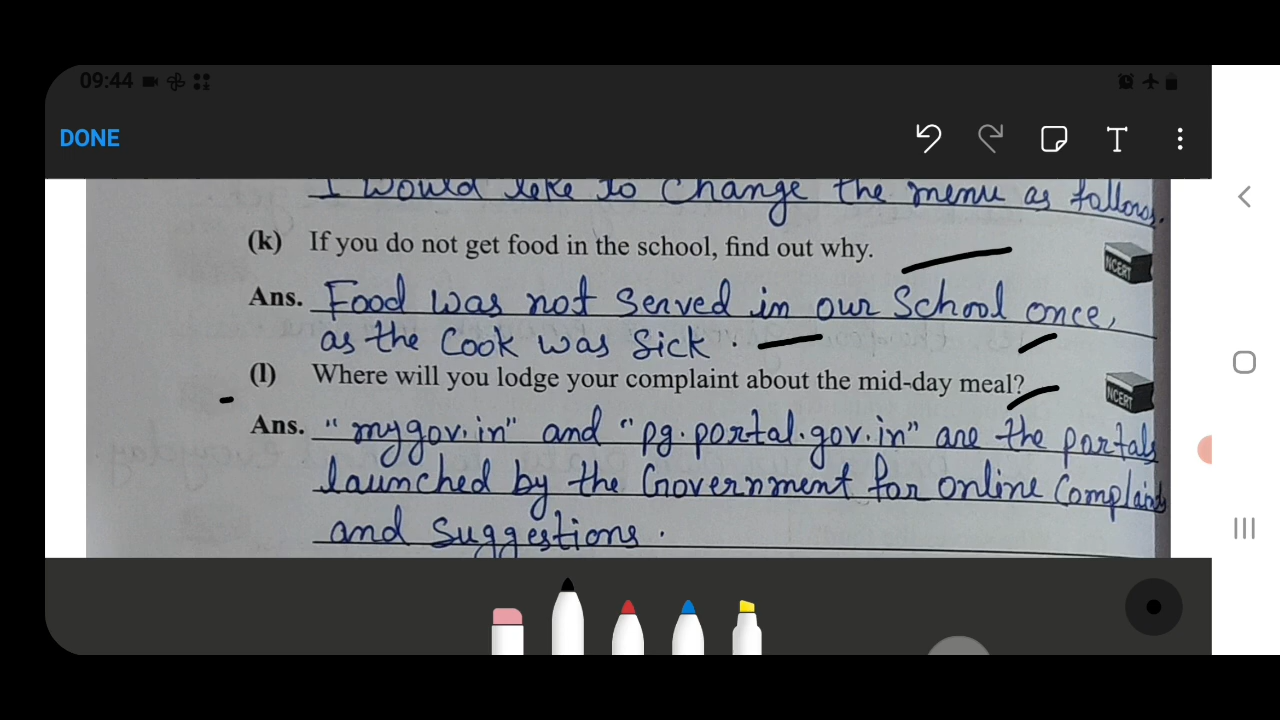 09:44
DONE
T
I would like to change the menu as follows.
(k) If you do not get food in the school, find out why.
NCERT
Ans. Food was not served in our School once,
as the Cook was Sick.
(l) Where will you lodge your complaint about the mid-day meal?
NCERT
Ans. "mygov.in" and "pg.portal.gov.in" are the portals
launched by the Government for online Complaints
and Suggestions.